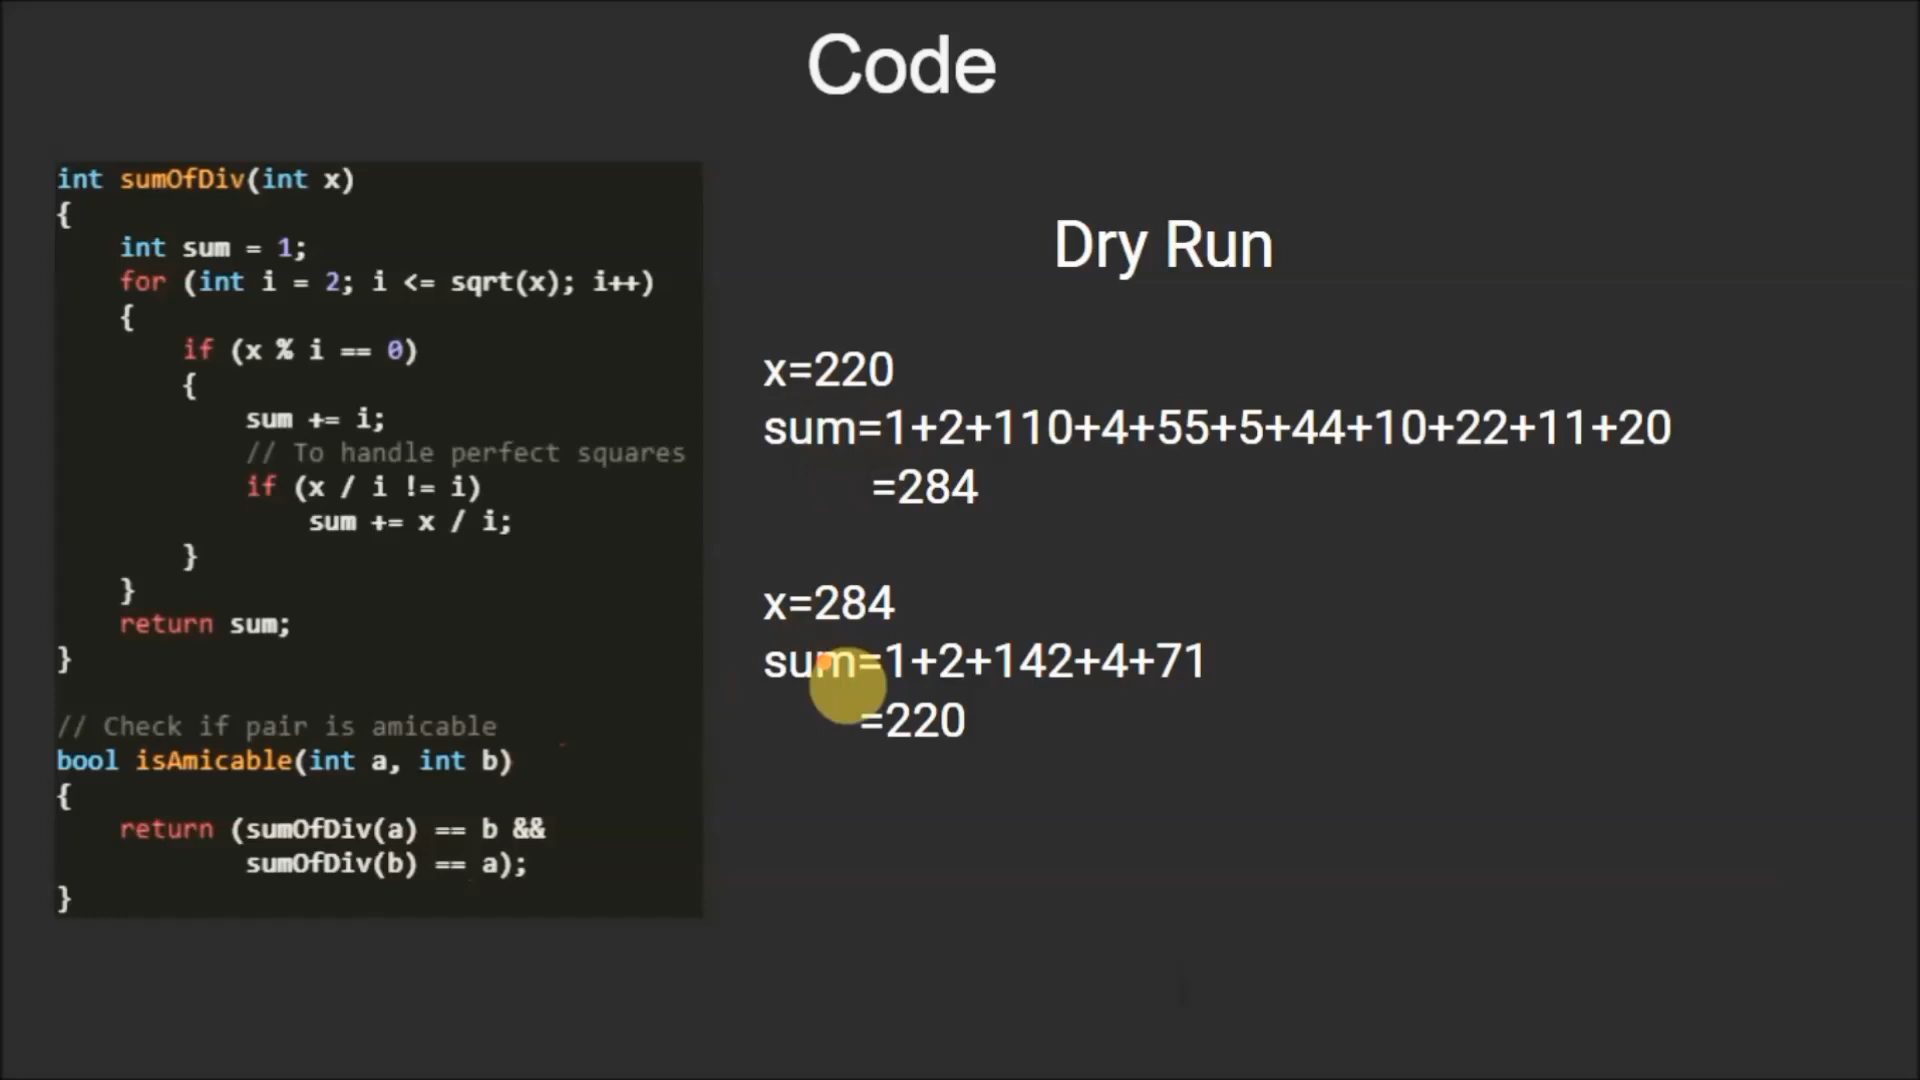 Code
int sumOfDiv(int x)
{
    int sum = 1;
    for (int i = 2; i <= sqrt(x); i++)
    {
        if (x % i == 0)
        {
            sum += i;
            // To handle perfect squares
            if (x / i != i)
                sum += x / i;
        }
    }
    return sum;
}
// Check if pair is amicable
bool isAmicable(int a, int b)
{
    return (sumOfDiv(a) == b &&
            sumOfDiv(b) == a);
}
Dry Run
x=220
sum=1+2+110+4+55+5+44+10+22+11+20
=284
x=284
sum=1+2+142+4+71
=220